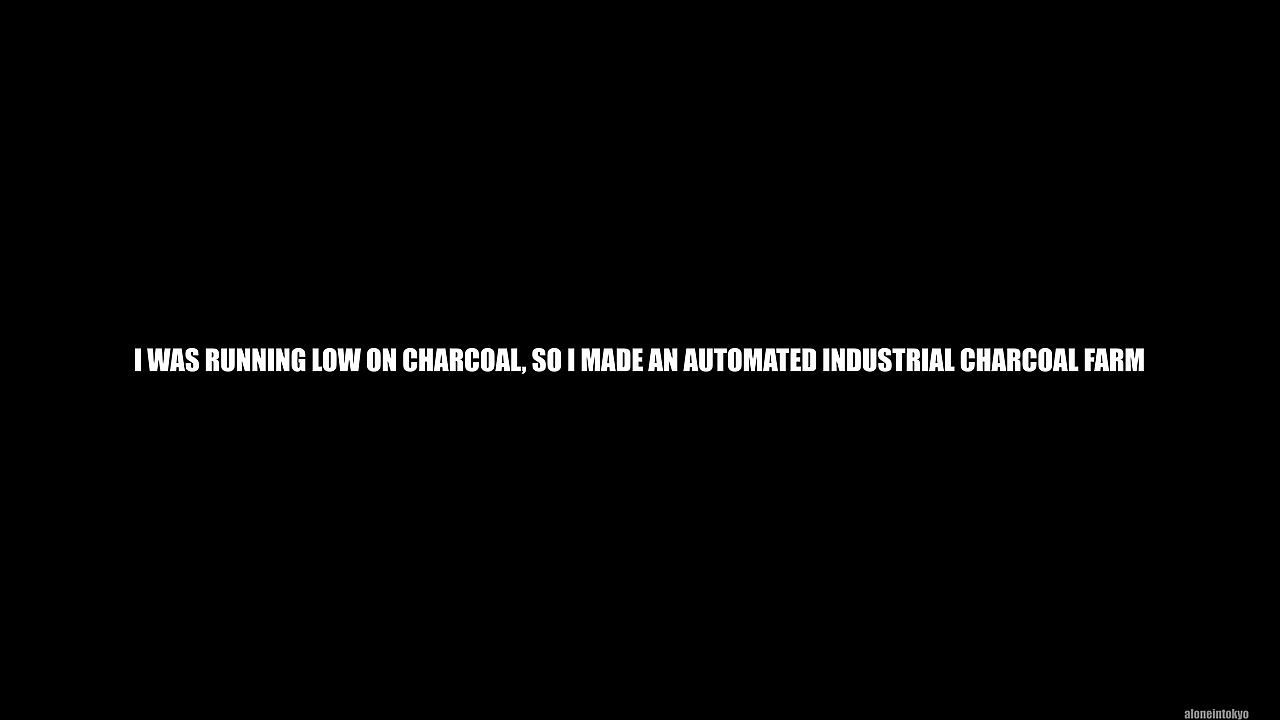 I WAS RUNNING LOW ON CHARCOAL, SO I MADE AN AUTOMATED INDUSTRIAL CHARCOAL FARM
aloneintokyo